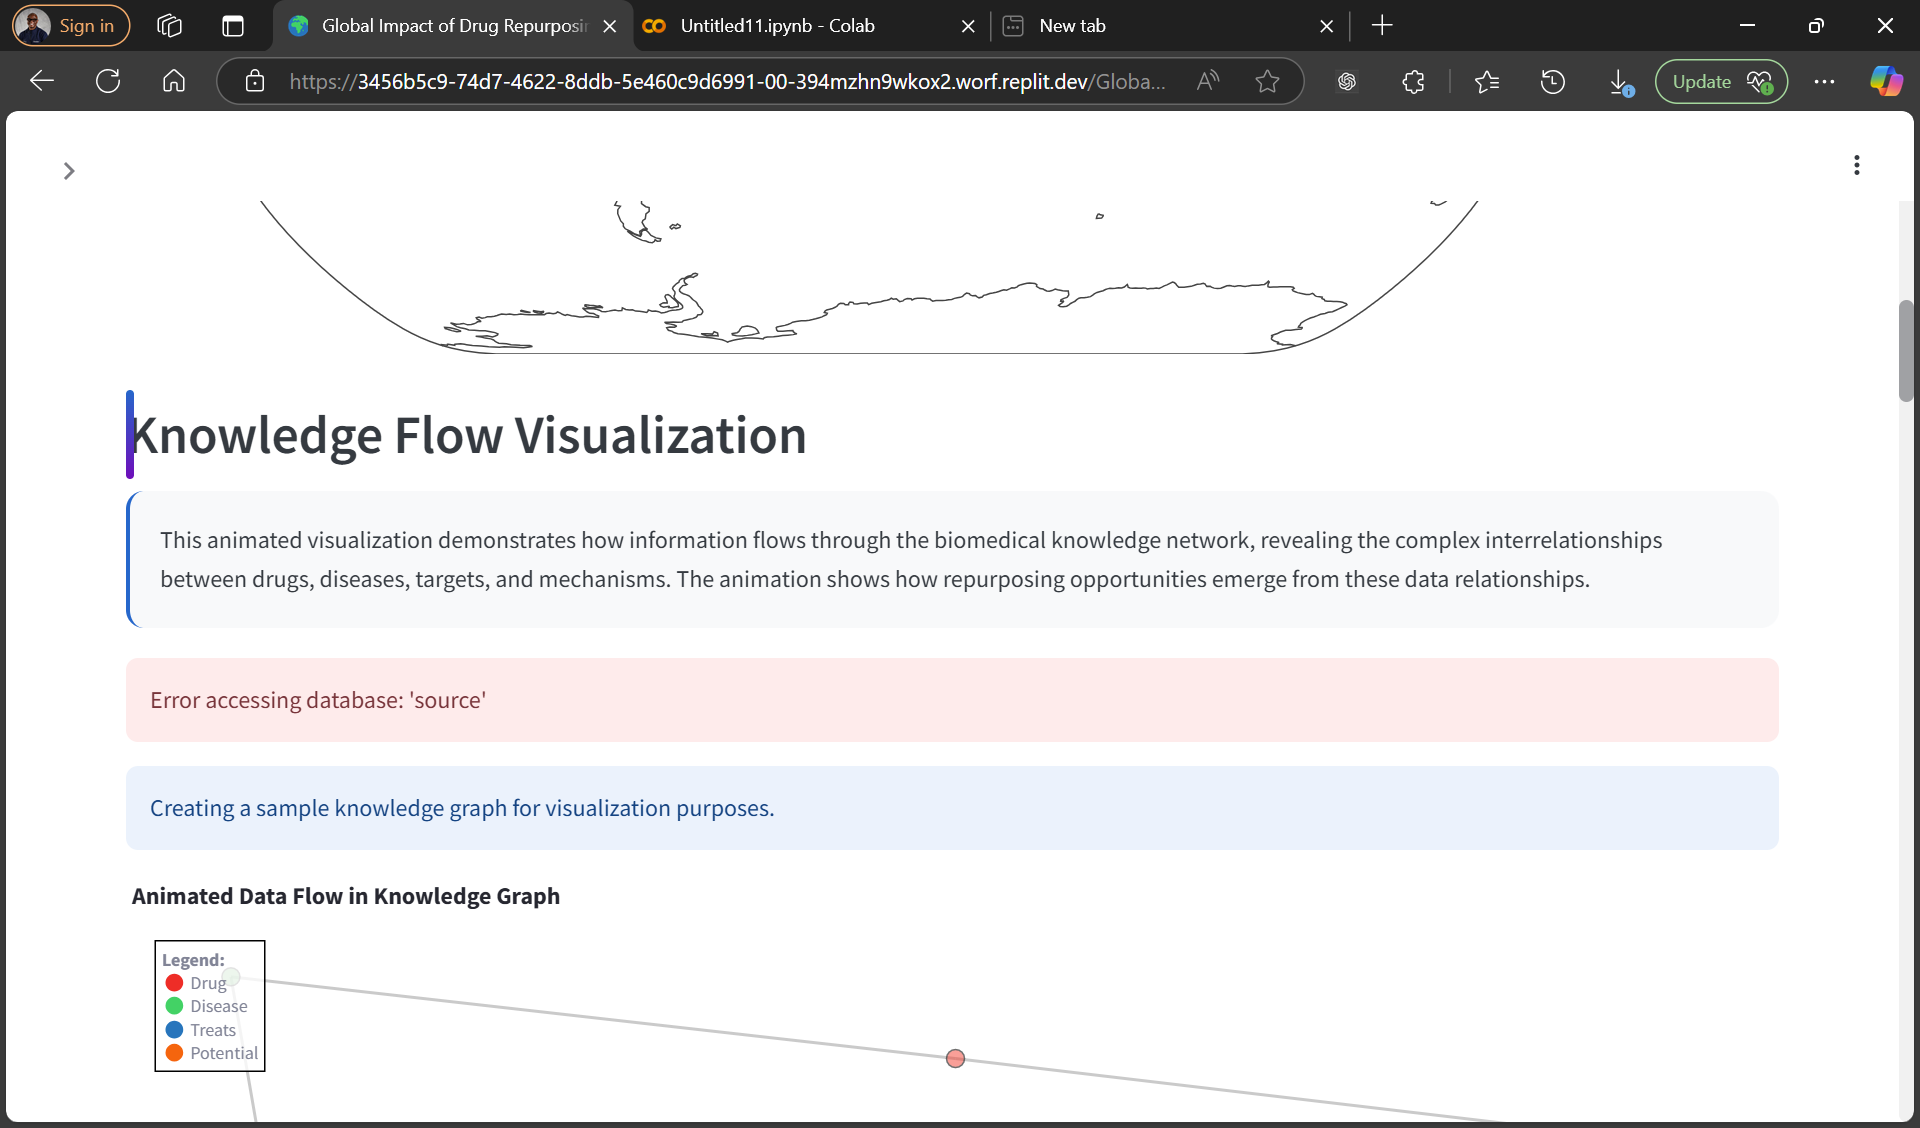 Sign in
Global Impact of Drug Repurposin
Untitled11.ipynb - Colab
New tab
https://3456b5c9-74d7-4622-8ddb-5e460c9d6991-00-394mzhn9wkox2.worf.replit.dev/Globa...
Update
Knowledge Flow Visualization
This animated visualization demonstrates how information flows through the biomedical knowledge network, revealing the complex interrelationships
between drugs, diseases, targets, and mechanisms. The animation shows how repurposing opportunities emerge from these data relationships.
Error accessing database: 'source'
Creating a sample knowledge graph for visualization purposes.
Animated Data Flow in Knowledge Graph
Legend:
Drug
Disease
Treats
Potential